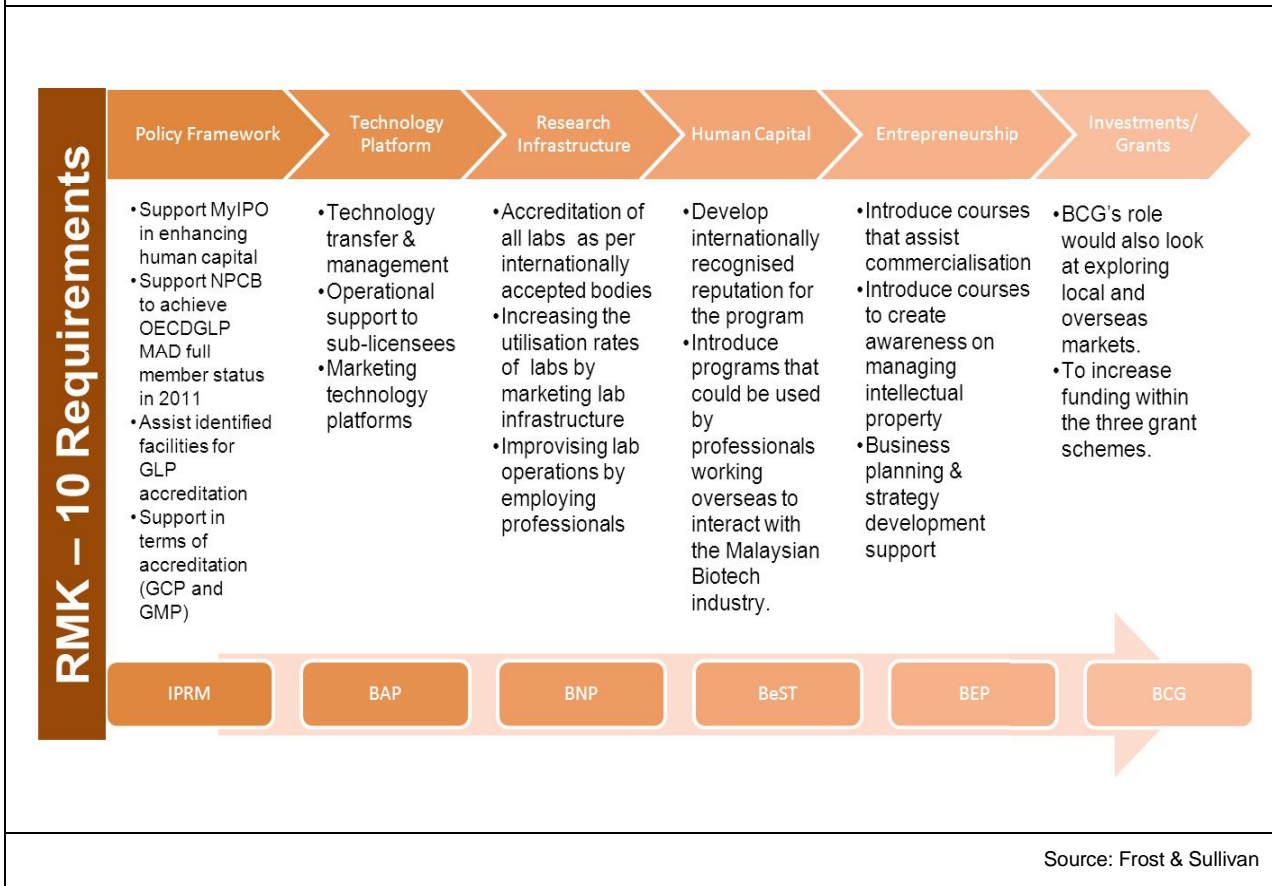 RMK – 10 Requirements
Policy Framework
Technology
Platform
Research
Infrastructure
Human Capital
Entrepreneurship
Investments/
Grants
•Support MyIPO
in enhancing
human capital
•Support NPCB
to achieve
OECDGLP
MAD full
member status
in 2011
•Assist identified
facilities for
GLP
accreditation
•Support in
terms of
accreditation
(GCP and
GMP)
•Technology
transfer &
management
•Operational
support to
sub-licensees
•Marketing
technology
platforms
•Accreditation of
all labs as per
internationally
accepted bodies
•Increasing the
utilisation rates
of labs by
marketing lab
infrastructure
•Improvising lab
operations by
employing
professionals
•Develop
internationally
recognised
reputation for
the program
•Introduce
programs that
could be used
by
professionals
working
overseas to
interact with
the Malaysian
Biotech
industry.
•Introduce courses
that assist
commercialisation
•Introduce courses
to create
awareness on
managing
intellectual
property
•Business
planning &
strategy
development
support
•BCG's role
would also look
at exploring
local and
overseas
markets.
•To increase
funding within
the three grant
schemes.
IPRM
BAP
BNP
BeST
BEP
BCG
Source: Frost & Sullivan